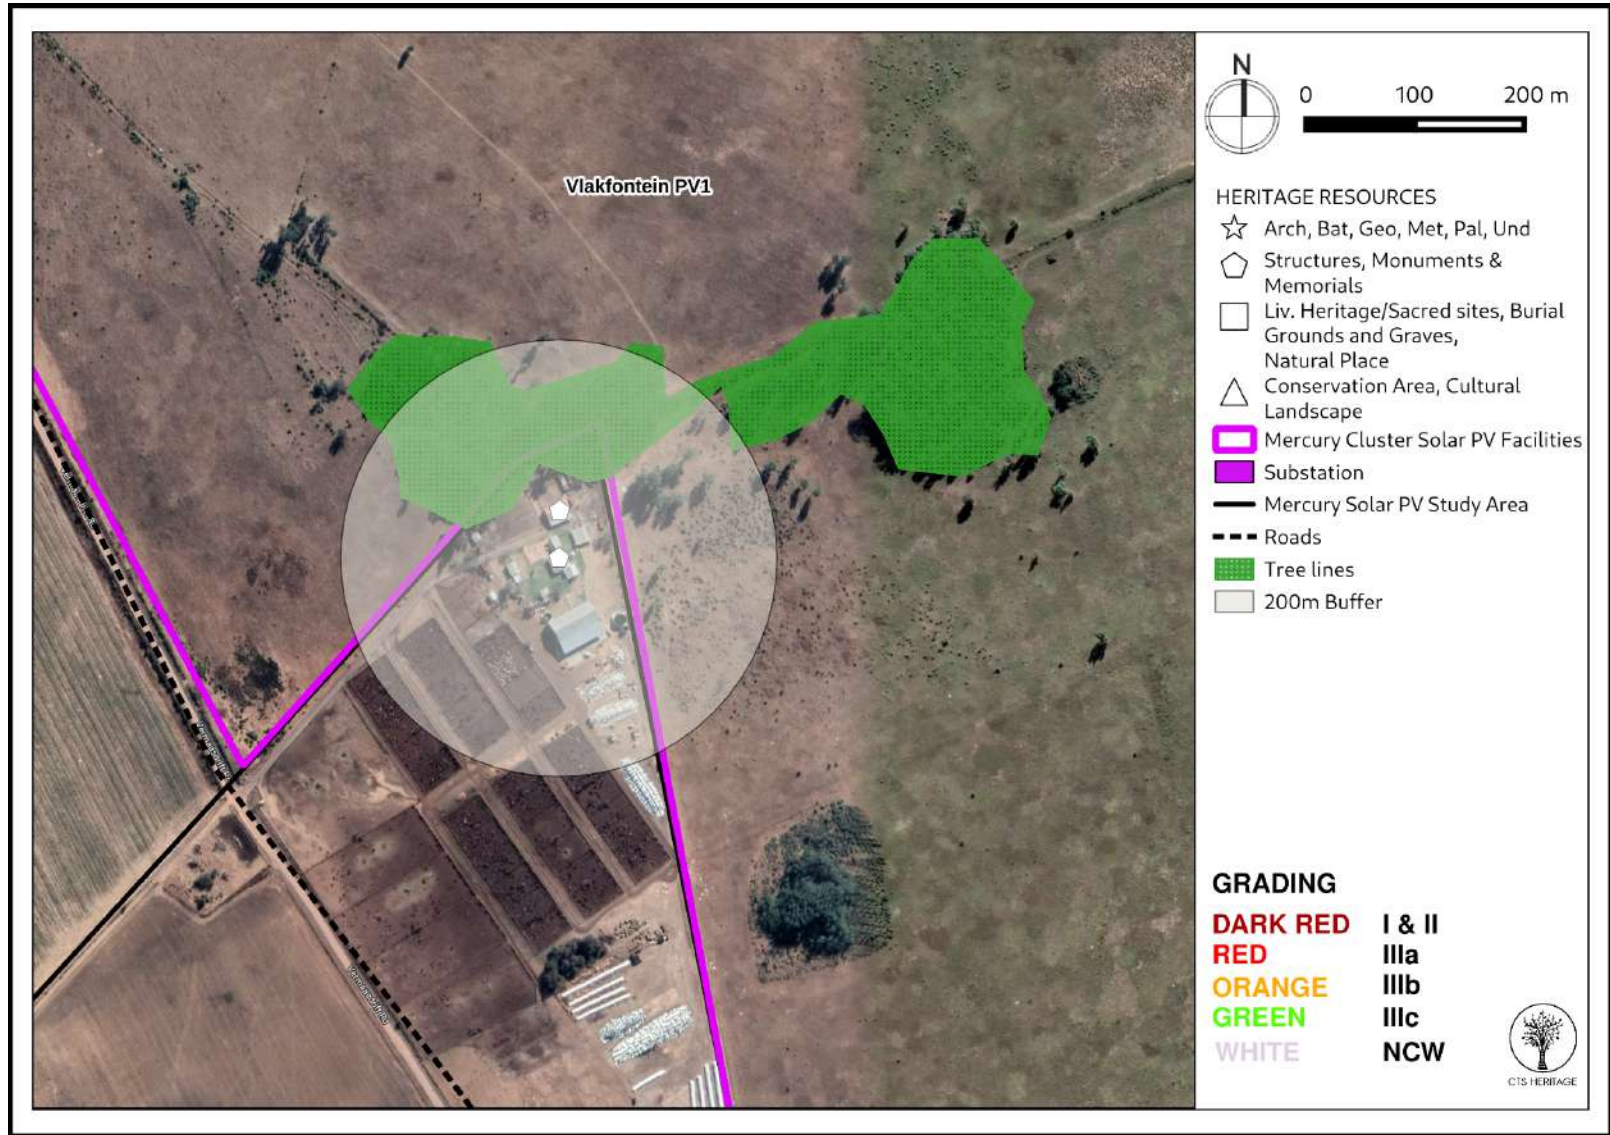 Vlakfontein PV1
N
0 100 200 m
HERITAGE RESOURCES
Arch, Bat, Geo, Met, Pal, Und
Structures, Monuments &
Memorials
Liv. Heritage/Sacred sites, Burial
Grounds and Graves,
Natural Place
Conservation Area, Cultural
Landscape
Mercury Cluster Solar PV Facilities
Substation
Mercury Solar PV Study Area
Roads
Tree lines
200m Buffer
GRADING
DARK RED I & II
RED IIIa
ORANGE IIIb
GREEN IIIc
WHITE NCW
CTS HERITAGE